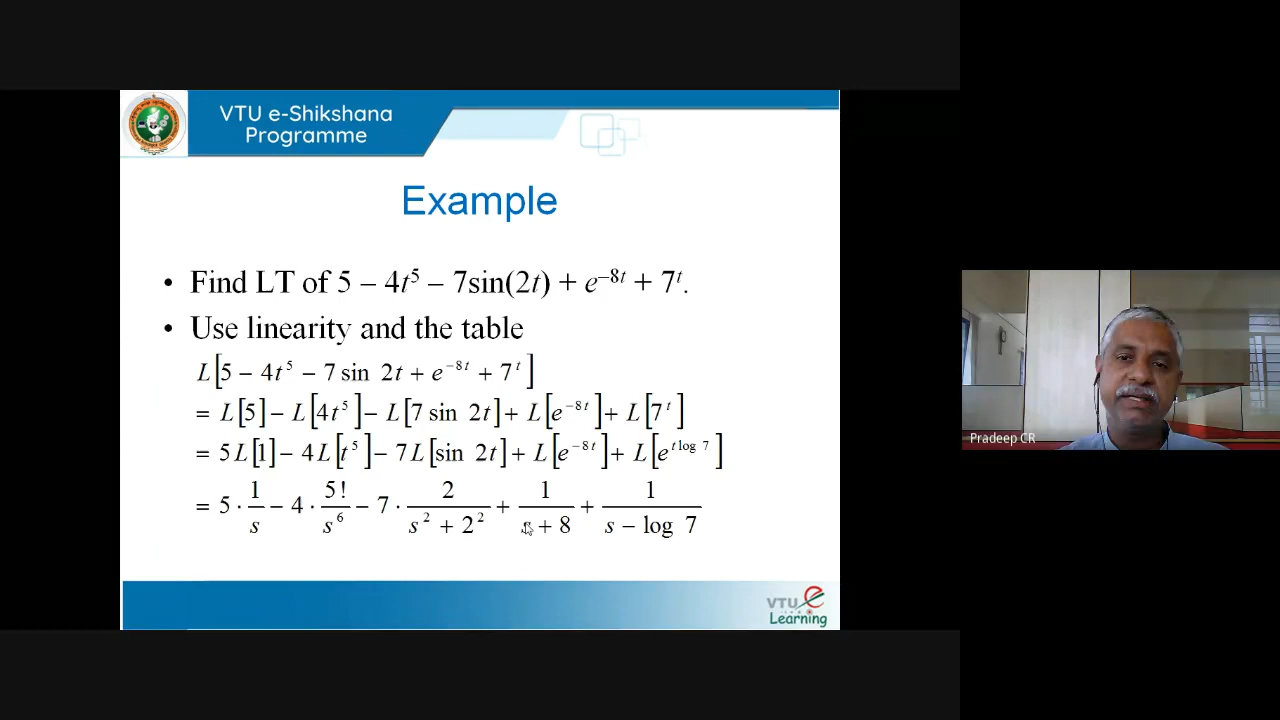 VTU e-Shikshana
Programme
Example
• Find LT of 5 – 4t⁵ – 7sin(2t) + e⁻⁸ᵗ + 7ᵗ.
• Use linearity and the table
L[5 − 4t⁵ − 7 sin 2t + e⁻⁸ᵗ + 7ᵗ]
= L[5] − L[4t⁵] − L[7 sin 2t] + L[e⁻⁸ᵗ] + L[7ᵗ]
= 5L[1] − 4L[t⁵] − 7L[sin 2t] + L[e⁻⁸ᵗ] + L[e^(t log 7)]
= 5 · 1/s − 4 · 5!/s⁶ − 7 · 2/(s² + 2²) + 1/(s + 8) + 1/(s − log 7)
Pradeep CR
VTU e
Learning